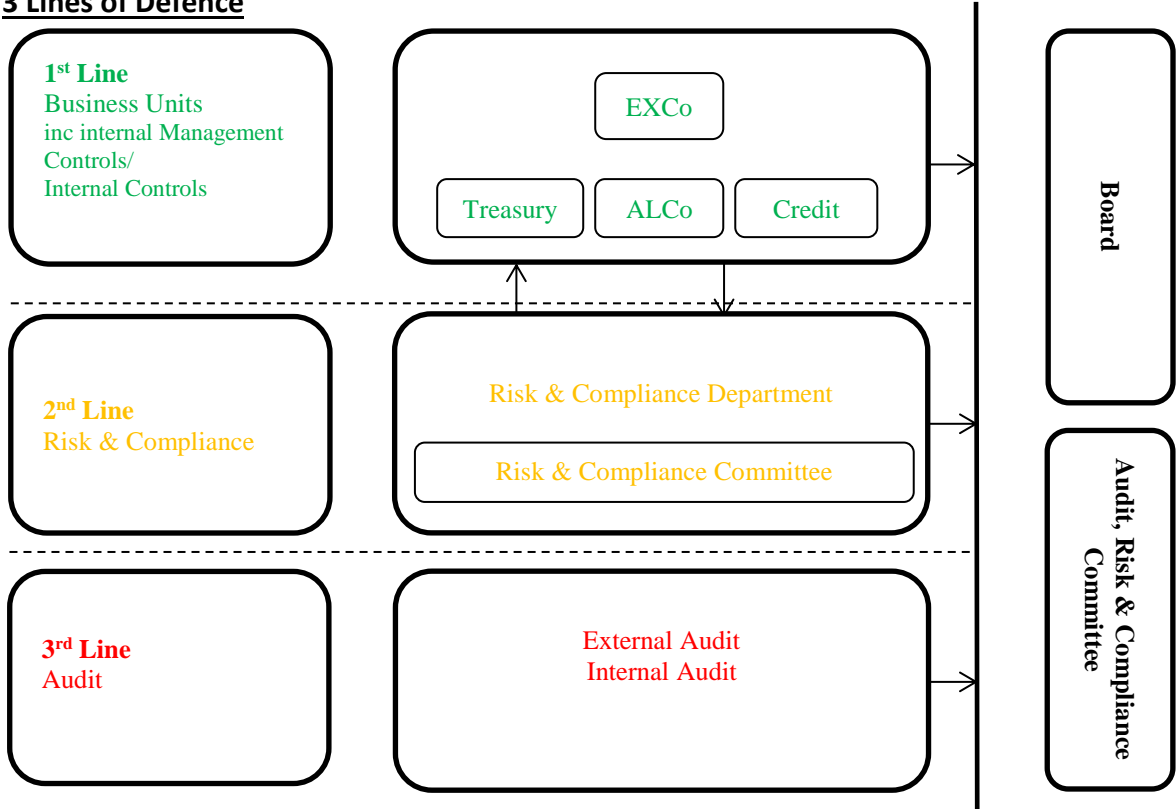 3 Lines of Defence
1st Line
Business Units
inc internal Management
Controls/
Internal Controls
EXCo
Treasury
ALCo
Credit
2nd Line
Risk & Compliance
Risk & Compliance Department
Risk & Compliance Committee
3rd Line
Audit
External Audit
Internal Audit
Board
Audit, Risk & Compliance
Committee